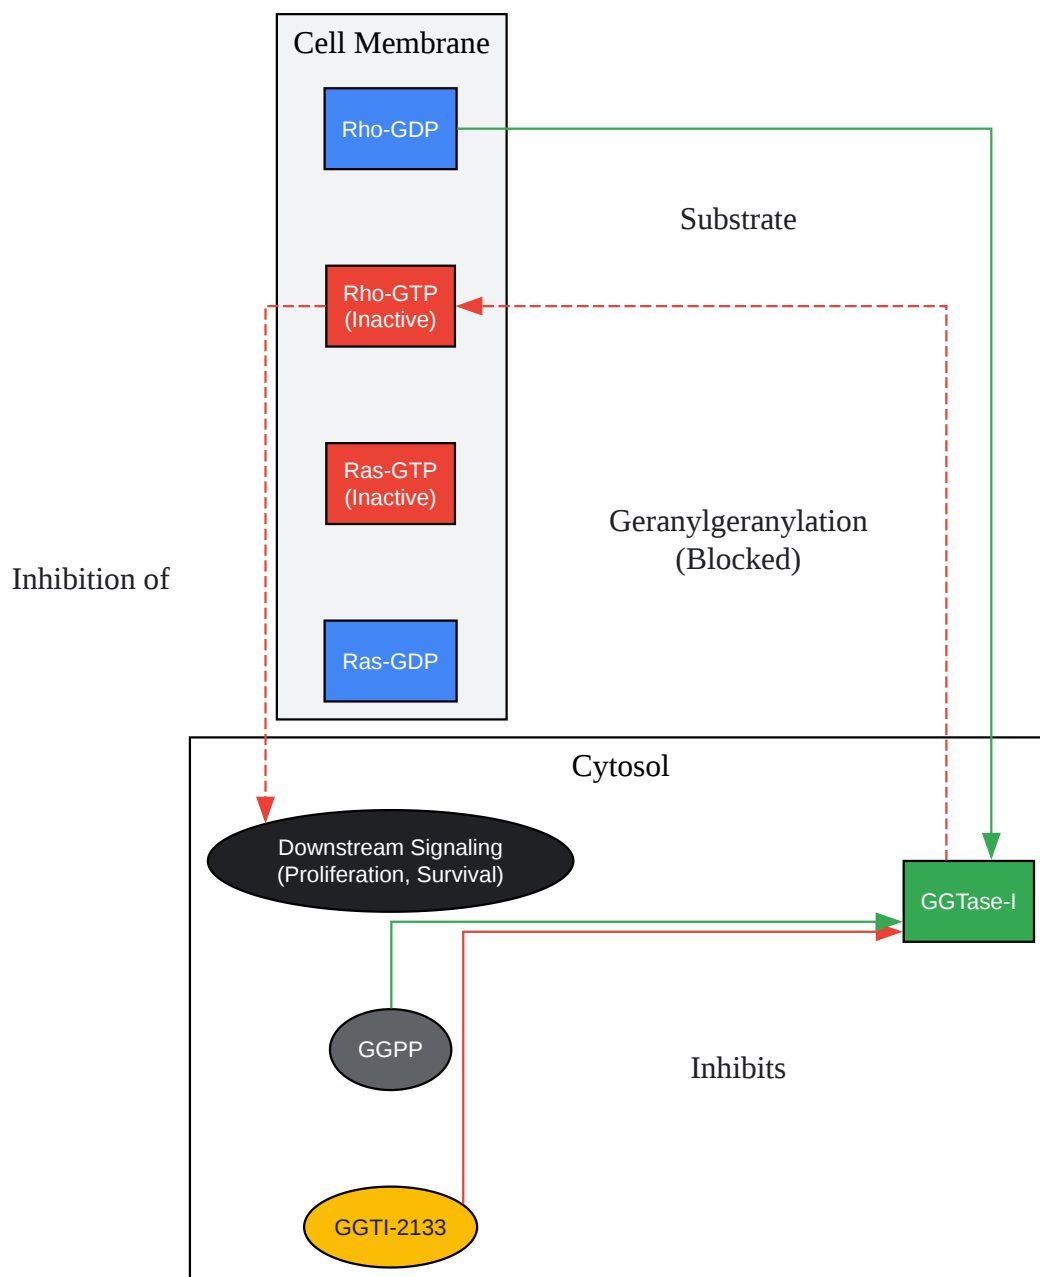 Cell Membrane
Rho-GDP
Substrate
Rho-GTP
(Inactive)
Ras-GTP
(Inactive)
Geranylgeranylation
(Blocked)
Inhibition of
Ras-GDP
Cytosol
Downstream Signaling
(Proliferation, Survival)
GGTase-I
GGPP
Inhibits
GGTI-2133